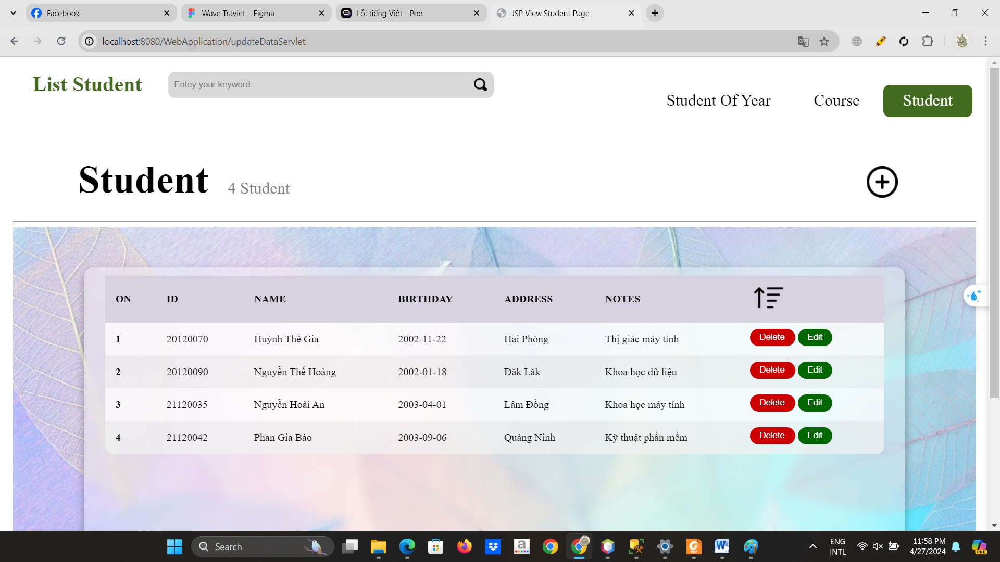 Facebook
Wave Traviet – Figma
Lỗi tiếng Việt - Poe
JSP View Student Page
localhost:8080/WebApplication/updateDataServlet
List Student
Entey your keyword...
Student Of Year
Course
Student
Student
4 Student
ON ID NAME BIRTHDAY ADDRESS NOTES
1 20120070 Huỳnh Thế Gia 2002-11-22 Hải Phòng Thị giác máy tính Delete Edit
2 20120090 Nguyễn Thế Hoàng 2002-01-18 Đăk Lăk Khoa học dữ liệu Delete Edit
3 21120035 Nguyễn Hoài An 2003-04-01 Lâm Đồng Khoa học máy tính Delete Edit
4 21120042 Phan Gia Bảo 2003-09-06 Quảng Ninh Kỹ thuật phần mềm Delete Edit
Search
ENG
INTL
11:58 PM
4/27/2024
PRE